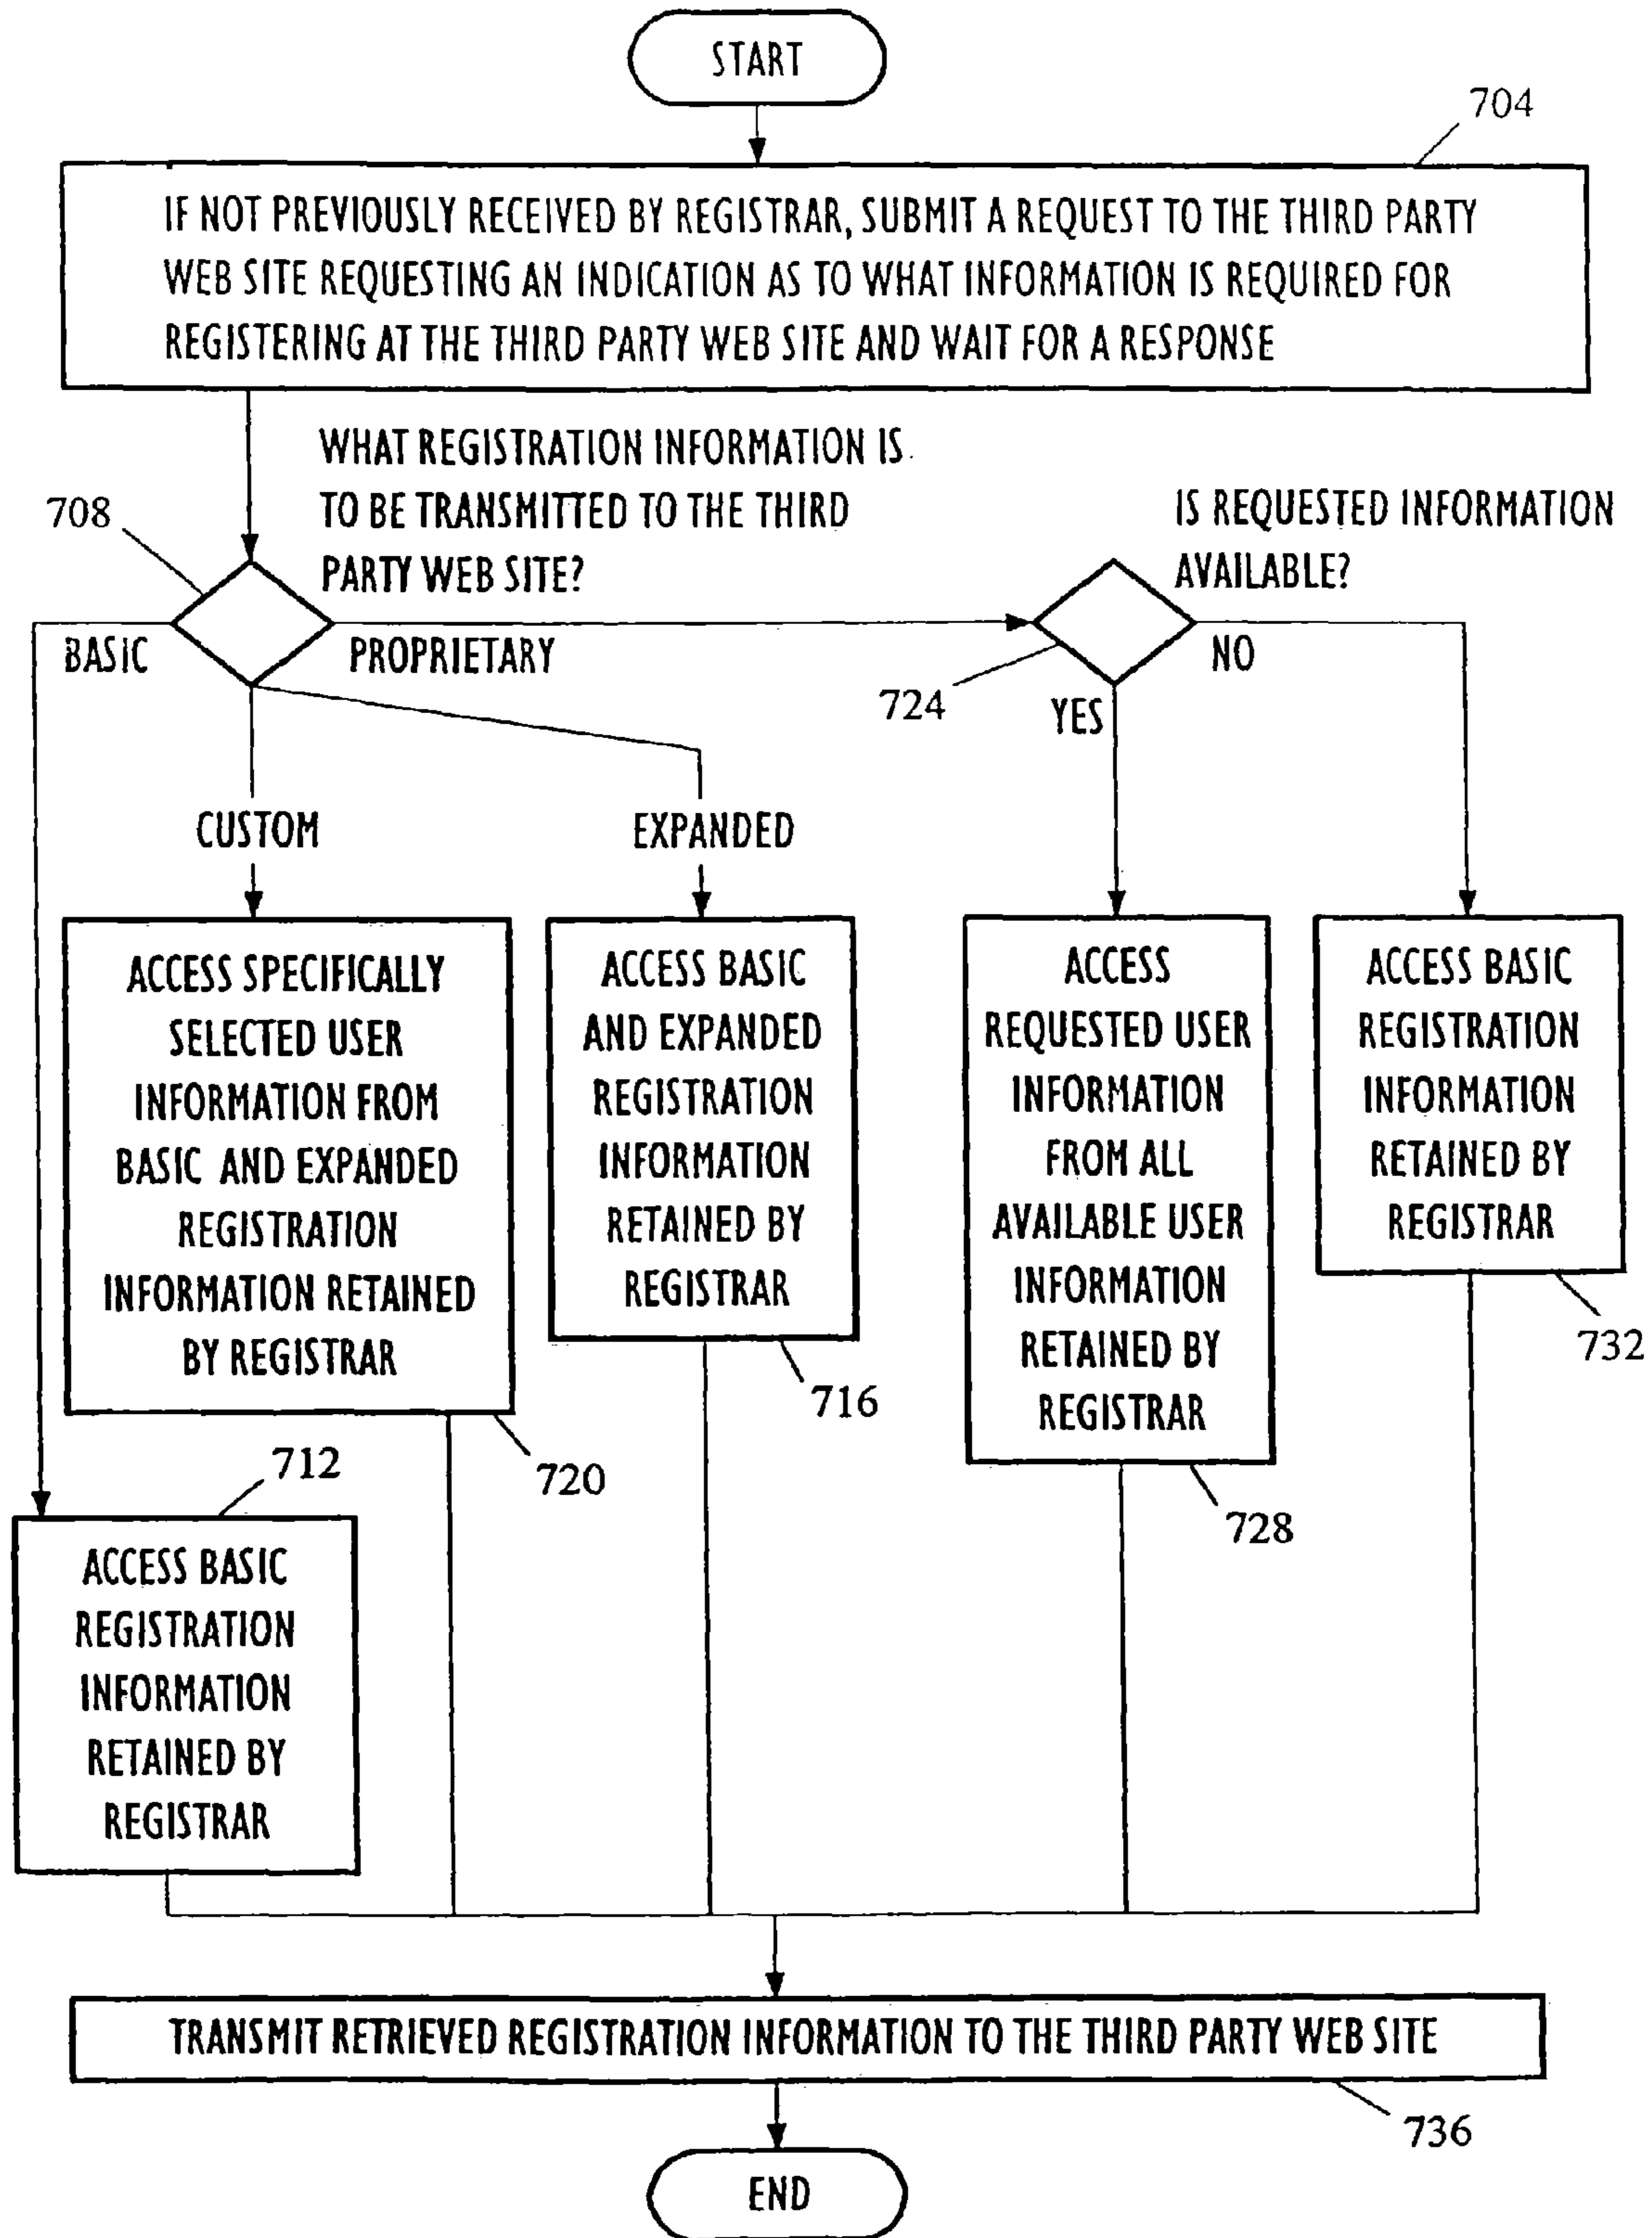 START
704
IF NOT PREVIOUSLY RECEIVED BY REGISTRAR, SUBMIT A REQUEST TO THE THIRD PARTY
WEB SITE REQUESTING AN INDICATION AS TO WHAT INFORMATION IS REQUIRED FOR
REGISTERING AT THE THIRD PARTY WEB SITE AND WAIT FOR A RESPONSE
WHAT REGISTRATION INFORMATION IS
TO BE TRANSMITTED TO THE THIRD
PARTY WEB SITE?
708
IS REQUESTED INFORMATION
AVAILABLE?
BASIC
PROPRIETARY
724
NO
YES
CUSTOM
EXPANDED
ACCESS SPECIFICALLY
SELECTED USER
INFORMATION FROM
BASIC AND EXPANDED
REGISTRATION
INFORMATION RETAINED
BY REGISTRAR
720
ACCESS BASIC
AND EXPANDED
REGISTRATION
INFORMATION
RETAINED BY
REGISTRAR
716
ACCESS
REQUESTED USER
INFORMATION
FROM ALL
AVAILABLE USER
INFORMATION
RETAINED BY
REGISTRAR
728
ACCESS BASIC
REGISTRATION
INFORMATION
RETAINED BY
REGISTRAR
732
712
ACCESS BASIC
REGISTRATION
INFORMATION
RETAINED BY
REGISTRAR
TRANSMIT RETRIEVED REGISTRATION INFORMATION TO THE THIRD PARTY WEB SITE
736
END